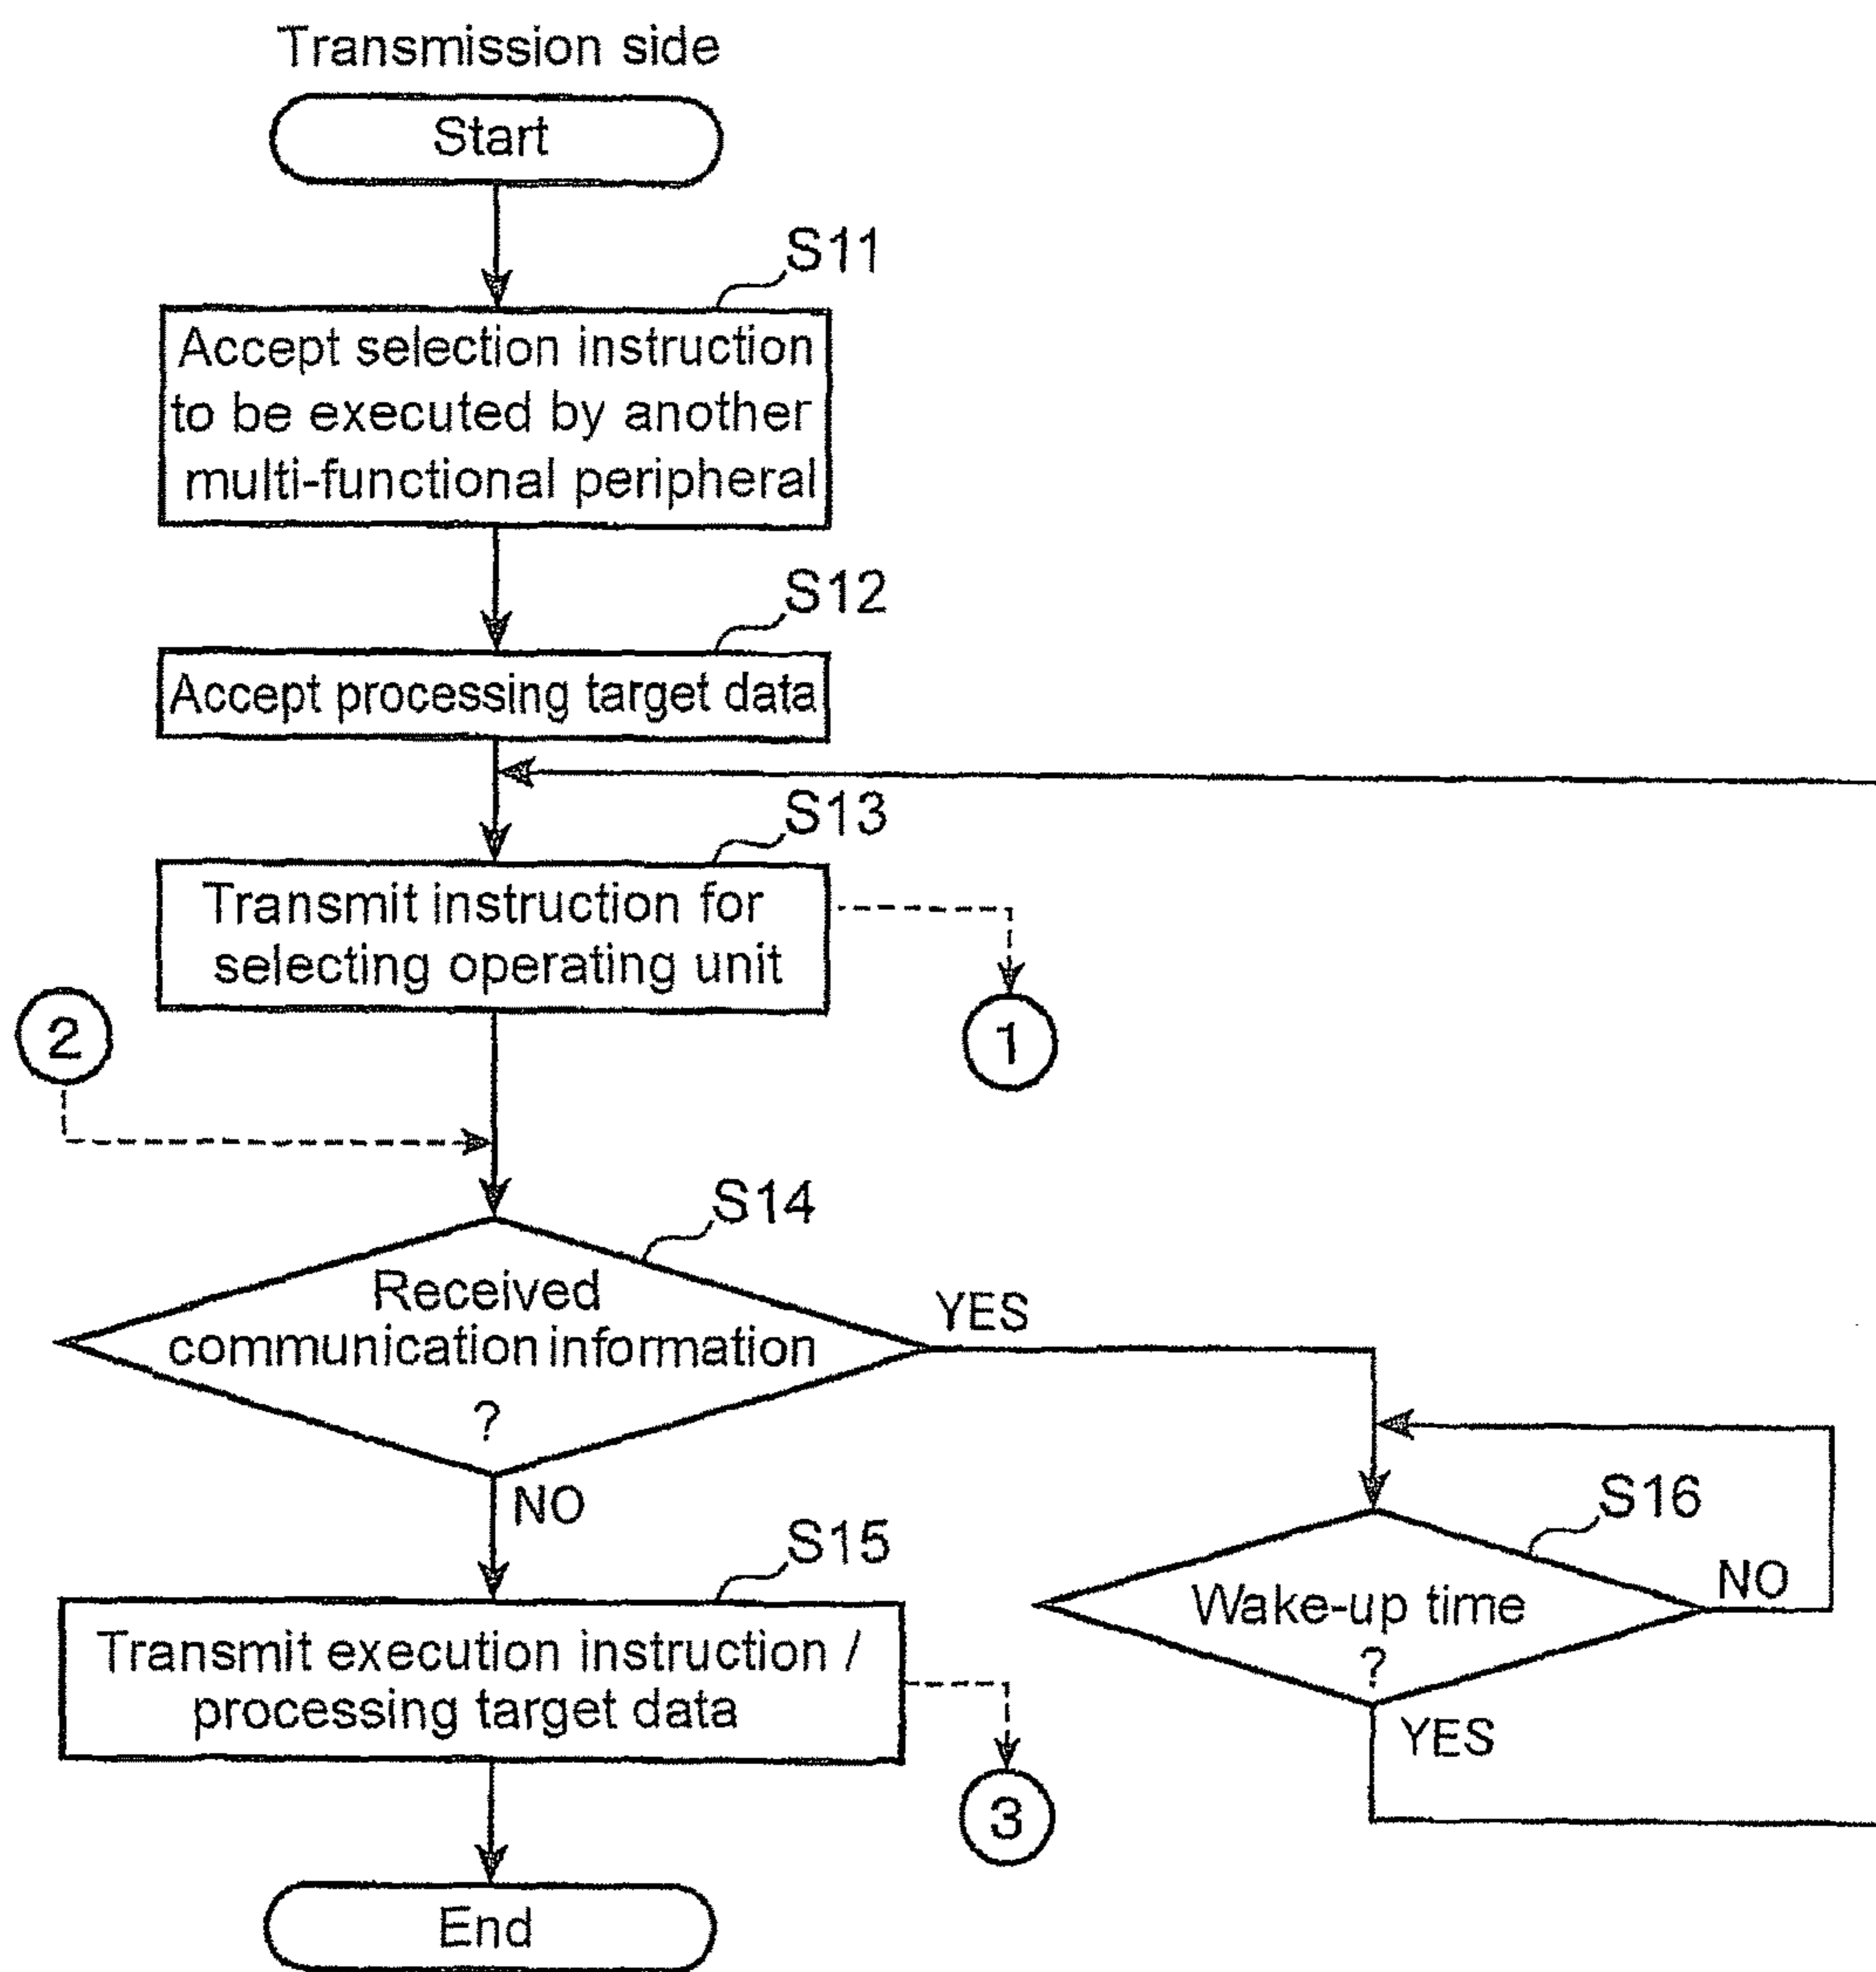 Transmission side
Start
S11
Accept selection instruction
to be executed by another
multi-functional peripheral
S12
Accept processing target data
S13
Transmit instruction for
selecting operating unit
2
1
S14
Received
communication information
?
YES
NO
S16
Wake-up time
?
NO
YES
S15
Transmit execution instruction /
processing target data
3
End